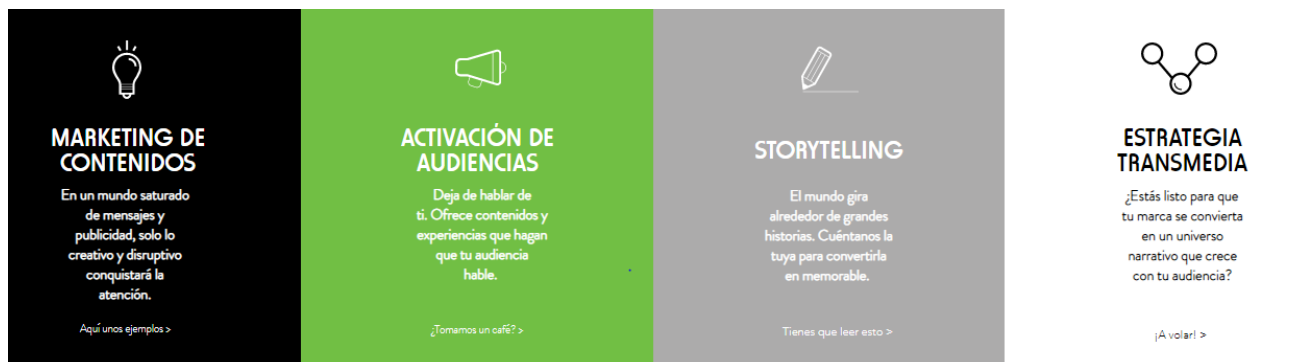 MARKETING DE
CONTENIDOS
En un mundo saturado
de mensajes y
publicidad, solo lo
creativo y disruptivo
conquistará la
atención.
Aquí unos ejemplos >
ACTIVACIÓN DE
AUDIENCIAS
Deja de hablar de
ti. Ofrece contenidos y
experiencias que hagan
que tu audiencia
hable.
¿Tomamos un café? >
STORYTELLING
El mundo gira
alrededor de grandes
historias. Cuéntanos la
tuya para convertirla
en memorable.
Tienes que leer esto >
ESTRATEGIA
TRANSMEDIA
¿Estás listo para que
tu marca se convierta
en un universo
narrativo que crece
con tu audiencia?
¡A volar! >